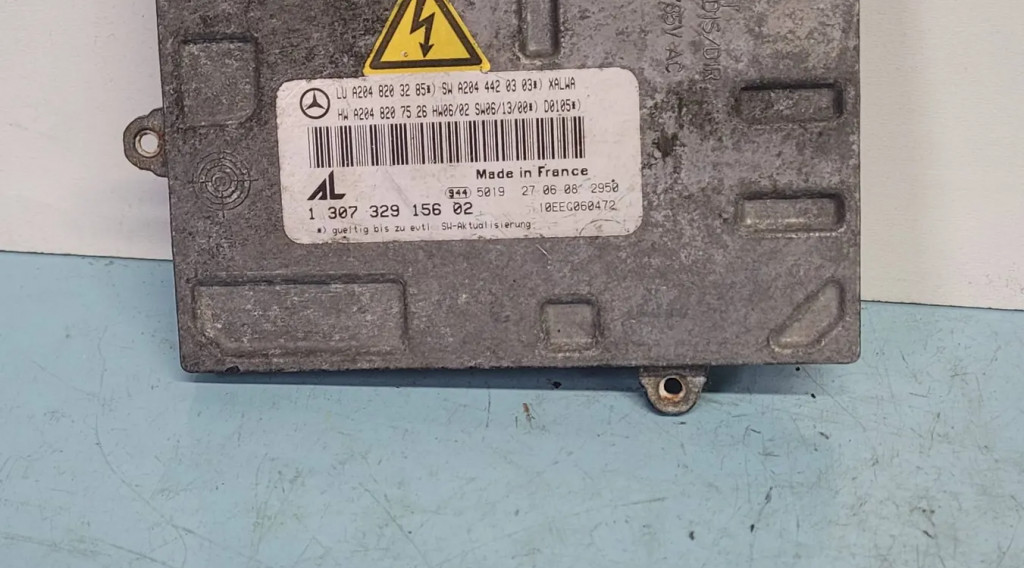 LU A204 820 32 85*) SW A204 442 03 03*) XALWA
HW A204 820 75 26 HW06/02 SW06/13/00*) D0105*)
Made in France
AL
944 5019 27 06 08 2950
1 307 329 156 02
10EEG060472
*) gueltig bis zu evtl. SW-Aktualisierung